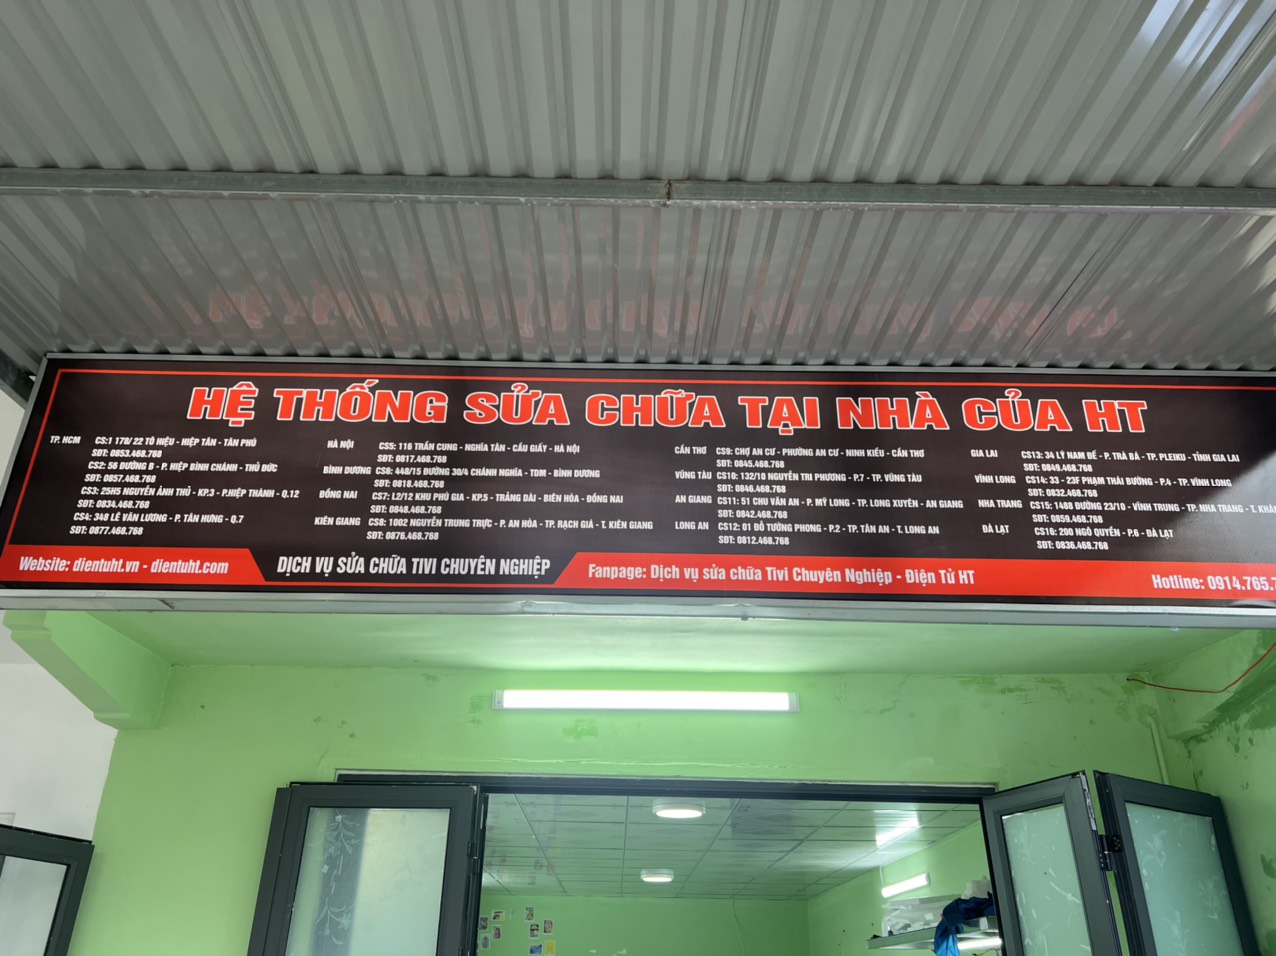 HỆ THỐNG SỬA CHỮA TẠI NHÀ CỦA HT
TP. HCM
CS:1 178/ 22 TÔ HIỆU - HIỆP TÂN - TÂN PHÚ
SĐT: 0853.468.768
CS2: 56 ĐƯỜNG B - P. HIỆP BÌNH CHÁNH - THỦ ĐỨC
SĐT: 0857.468.768
CS3: 25H5 NGUYỄN ẢNH THỦ - KP.3 - P.HIỆP THÀNH - Q.12
SĐT: 0834.468.768
CS4: 348 LÊ VĂN LƯƠNG - P. TÂN HƯNG - Q.7
SĐT: 0877.468.768
HÀ NỘI
CS5: 116 TRẦN CUNG - NGHĨA TÂN - CẦU GIẤY - HÀ NỘI
SĐT: 0817.468.768
BÌNH DƯƠNG
CS6: 448/15 ĐƯỜNG 30/4 CHÁNH NGHĨA - TDM - BÌNH DƯƠNG
SĐT: 0818.468.768
ĐỒNG NAI
CS7: 12/12 KHU PHÚ GIA - KP.5 - TRẢNG DÀI - BIÊN HÒA - ĐỒNG NAI
SĐT: 0848.468.768
KIÊN GIANG
CS8: 1002 NGUYỄN TRUNG TRỰC - P. AN HÒA - TP. RẠCH GIÁ - T. KIÊN GIANG
SĐT: 0876.468.768
CẦN THƠ
CS9: CHỢ AN CƯ - PHƯỜNG AN CƯ - NINH KIỀU - CẦN THƠ
SĐT: 0845.468.768
VŨNG TÀU
CS10: 132/10 NGUYỄN TRI PHƯƠNG - P.7 - TP. VŨNG TÀU
SĐT: 0846.468.768
AN GIANG
CS11: 51 CHU VĂN AN - P. MỸ LONG - TP. LONG XUYÊN - AN GIANG
SĐT: 0842.468.768
LONG AN
CS12: 01 ĐỖ TƯỜNG PHONG - P.2 - TP. TÂN AN - T. LONG AN
SĐT: 0812.468.768
GIA LAI
CS13: 34 LÝ NAM ĐẾ - P. TRÀ BÁ - TP. PLEIKU - TỈNH GIA LAI
SĐT: 0849.468.768
VĨNH LONG
CS14: 33 - 23F PHẠM THÁI BƯỜNG - P.4 - TP. VĨNH LONG
SĐT: 0832.468.768
NHA TRANG
CS15: 1488 ĐƯỜNG 23/10 - VĨNH TRUNG - TP. NHA TRANG - T. KHÁN
SĐT: 0859.468.768
ĐÀ LẠT
CS16: 200 NGÔ QUYỀN - P.6 - ĐÀ LẠT
SĐT: 0836.468.768
Website: dientuht.vn - dientuht.com
DỊCH VỤ SỬA CHỮA TIVI CHUYÊN NGHIỆP
Fanpage: Dịch vụ sửa chữa Tivi Chuyên Nghiệp - Điện Tử HT
Hotline: 0914.765.7